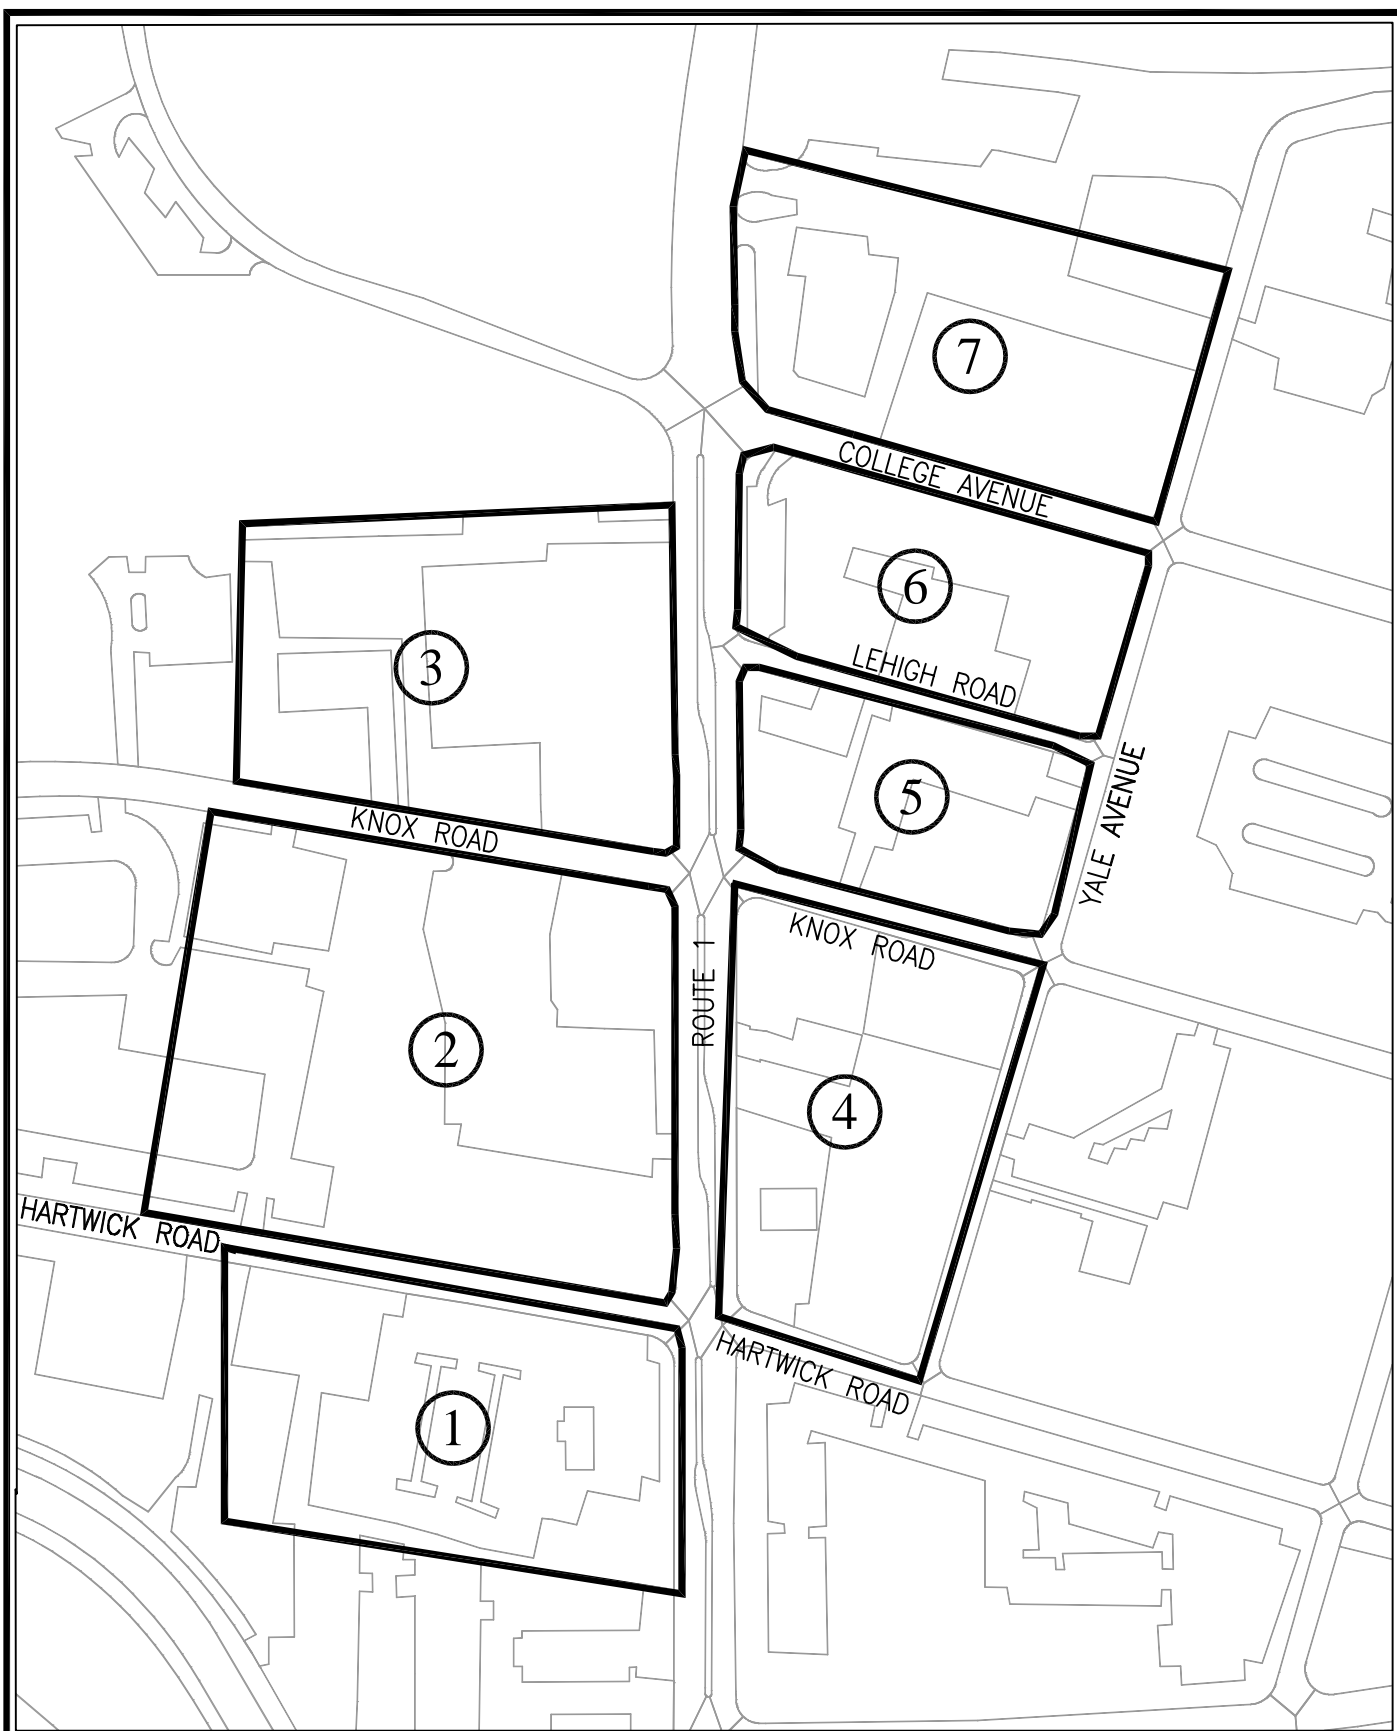 7
COLLEGE AVENUE
6
3
LEHIGH ROAD
5
YALE AVENUE
KNOX ROAD
KNOX ROAD
ROUTE 1
2
4
HARTWICK ROAD
HARTWICK ROAD
1